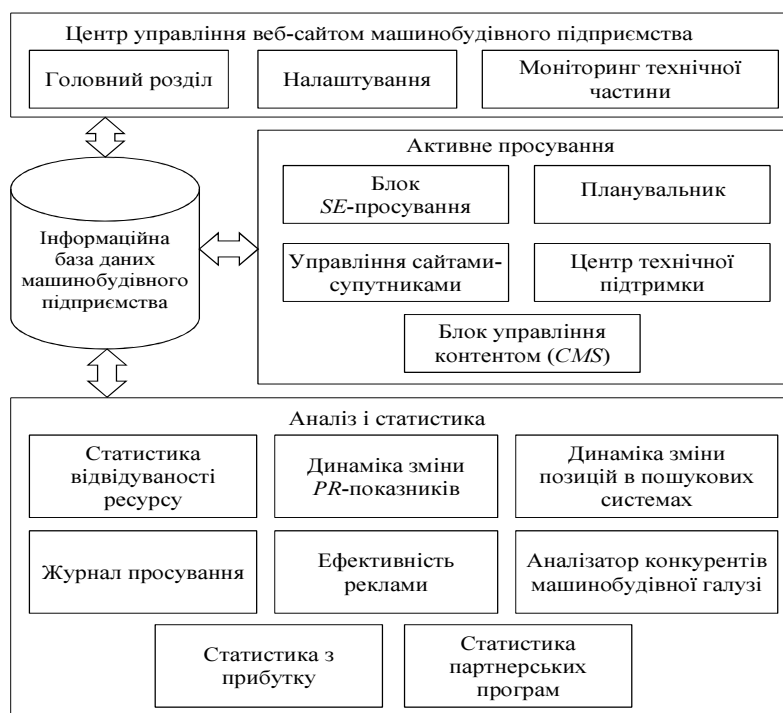 Центр управління веб-сайтом машинобудівного підприємства
Головний розділ
Налаштування
Моніторинг технічної
частини
Інформаційна
база даних
машинобудівного
підприємства
Активне просування
Блок
SE-просування
Планувальник
Управління сайтами-
супутниками
Центр технічної
підтримки
Блок управління
контентом (CMS)
Аналіз і статистика
Статистика
відвідуваності
ресурсу
Динаміка зміни
PR-показників
Динаміка зміни
позицій в пошукових
системах
Журнал просування
Ефективність
реклами
Аналізатор конкурентів
машинобудівної галузі
Статистика з
прибутку
Статистика
партнерських
програм